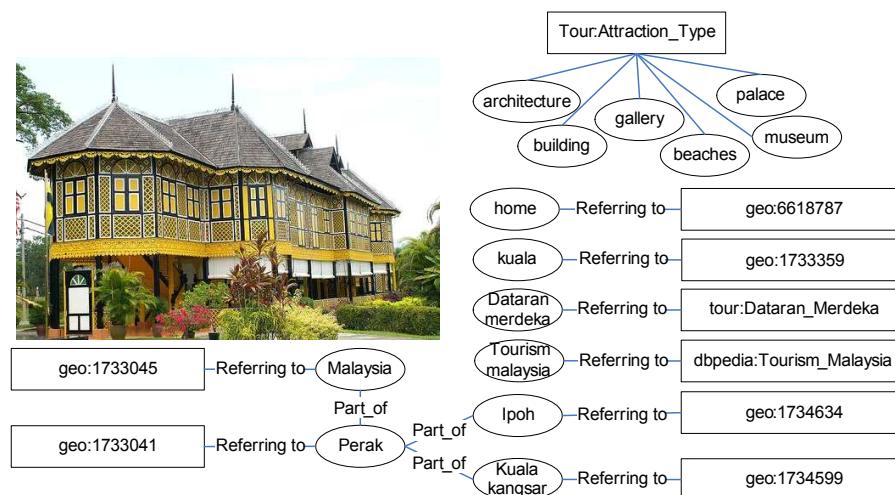 Tour:Attraction_Type
architecture
palace
gallery
building
museum
beaches
home Referring to geo:6618787
kuala Referring to geo:1733359
Dataran
merdeka
Referring to tour:Dataran_Merdeka
Tourism
malaysia
Referring to dbpedia:Tourism_Malaysia
geo:1733045 Referring to Malaysia
Part_of
geo:1733041 Referring to Perak
Part_of
Ipoh Referring to geo:1734634
Part_of
Kuala
kangsar
Referring to geo:1734599